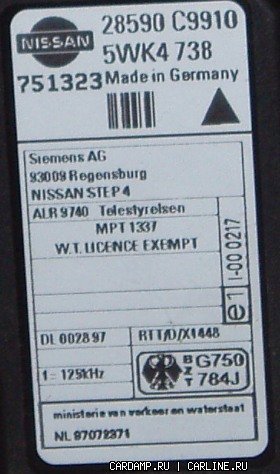 NISSAN
28590 C9910
5WK4 738
751323 Made in Germany
Siemens AG
93009 Regensburg
NISSAN STEP 4
ALR 9740 Telestyrelsen
MPT 1337
W.T. LICENCE EXEMPT
e1 I-00 0217
DL 0028 97
RTT/D/X1448
1 = 125kHz
BZT G750 784J
ministerie van verkeer en waterstaat
NL 97072371
CARDAMP.RU CARLINE.RU